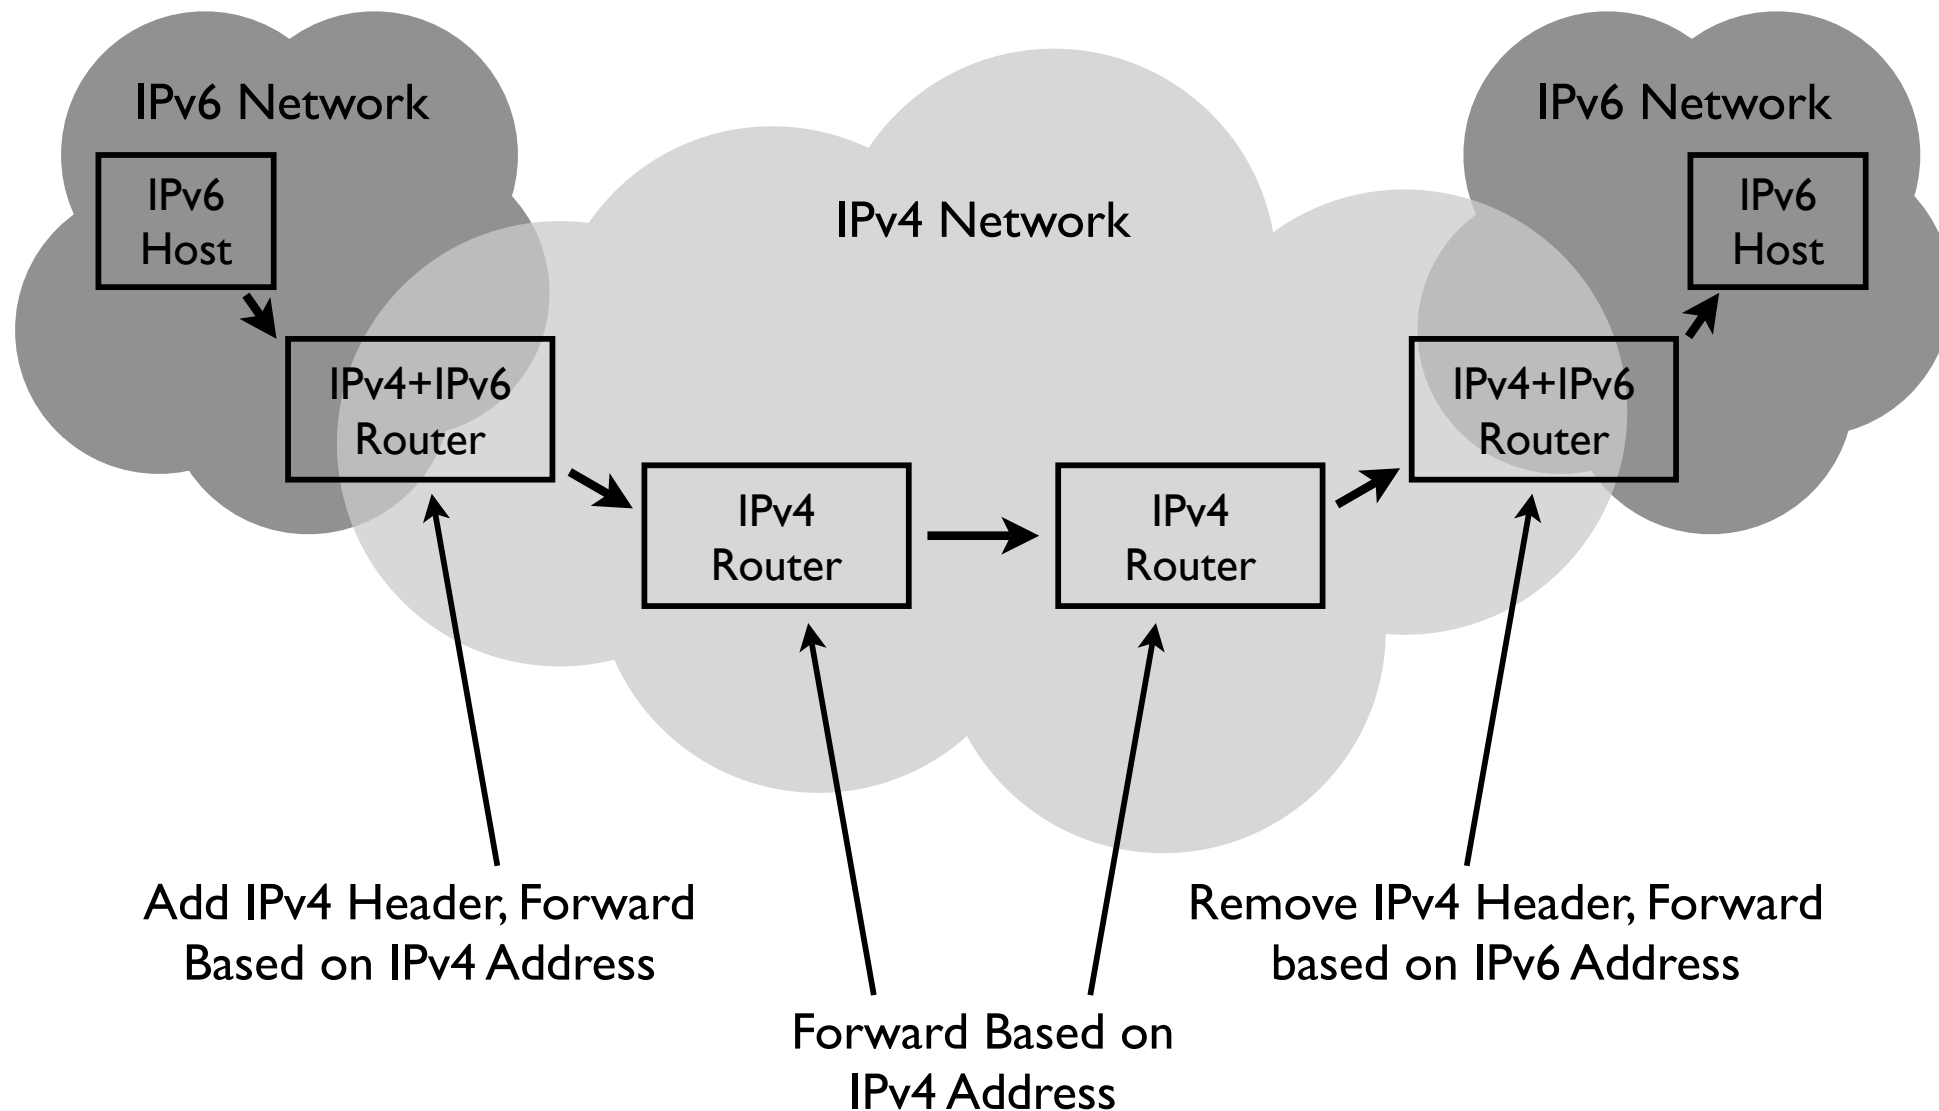 IPv6 Network
IPv6
Host
IPv4+IPv6
Router
IPv4 Network
IPv4
Router
IPv4
Router
IPv6 Network
IPv6
Host
IPv4+IPv6
Router
Add IPv4 Header, Forward
Based on IPv4 Address
Forward Based on
IPv4 Address
Remove IPv4 Header, Forward
based on IPv6 Address